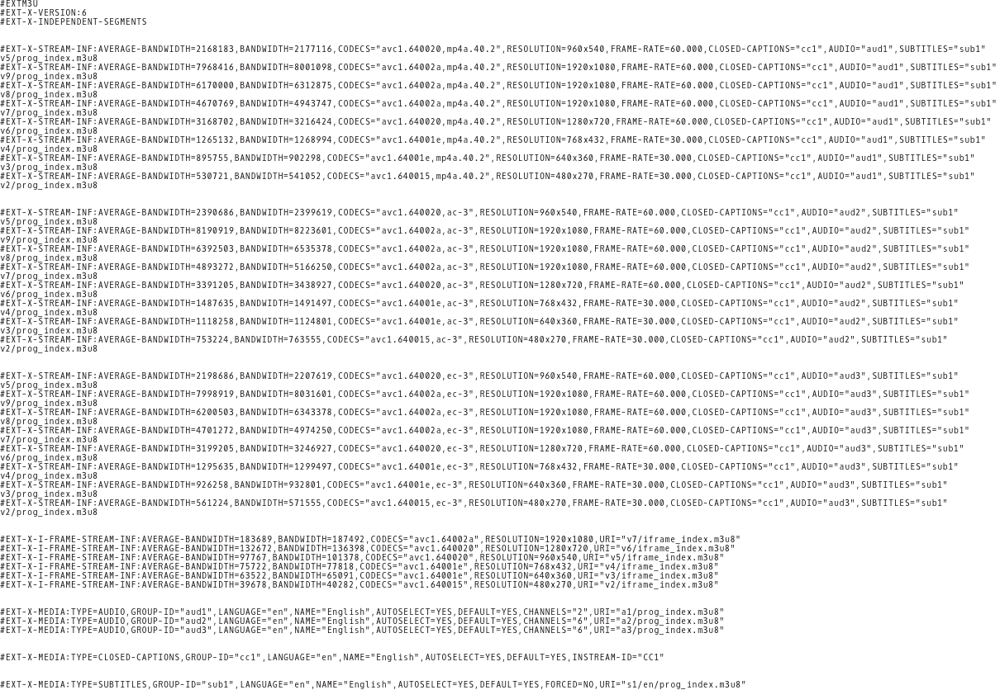 #EXTM3U
#EXT-X-VERSION:6
#EXT-X-INDEPENDENT-SEGMENTS
#EXT-X-STREAM-INF:AVERAGE-BANDWIDTH=2168183,BANDWIDTH=2177116,CODECS="avc1.640020,mp4a.40.2",RESOLUTION=960x540,FRAME-RATE=60.000,CLOSED-CAPTIONS="cc1",AUDIO="aud1",SUBTITLES="sub1"
v5/prog_index.m3u8
#EXT-X-STREAM-INF:AVERAGE-BANDWIDTH=7968416,BANDWIDTH=8001098,CODECS="avc1.64002a,mp4a.40.2",RESOLUTION=1920x1080,FRAME-RATE=60.000,CLOSED-CAPTIONS="cc1",AUDIO="aud1",SUBTITLES="sub1"
v9/prog_index.m3u8
#EXT-X-STREAM-INF:AVERAGE-BANDWIDTH=6170000,BANDWIDTH=6312875,CODECS="avc1.64002a,mp4a.40.2",RESOLUTION=1920x1080,FRAME-RATE=60.000,CLOSED-CAPTIONS="cc1",AUDIO="aud1",SUBTITLES="sub1"
v8/prog_index.m3u8
#EXT-X-STREAM-INF:AVERAGE-BANDWIDTH=4670769,BANDWIDTH=4943747,CODECS="avc1.64002a,mp4a.40.2",RESOLUTION=1920x1080,FRAME-RATE=60.000,CLOSED-CAPTIONS="cc1",AUDIO="aud1",SUBTITLES="sub1"
v7/prog_index.m3u8
#EXT-X-STREAM-INF:AVERAGE-BANDWIDTH=3168702,BANDWIDTH=3216424,CODECS="avc1.640020,mp4a.40.2",RESOLUTION=1280x720,FRAME-RATE=60.000,CLOSED-CAPTIONS="cc1",AUDIO="aud1",SUBTITLES="sub1"
v6/prog_index.m3u8
#EXT-X-STREAM-INF:AVERAGE-BANDWIDTH=1265132,BANDWIDTH=1268994,CODECS="avc1.64001e,mp4a.40.2",RESOLUTION=768x432,FRAME-RATE=30.000,CLOSED-CAPTIONS="cc1",AUDIO="aud1",SUBTITLES="sub1"
v4/prog_index.m3u8
#EXT-X-STREAM-INF:AVERAGE-BANDWIDTH=895755,BANDWIDTH=902298,CODECS="avc1.64001e,mp4a.40.2",RESOLUTION=640x360,FRAME-RATE=30.000,CLOSED-CAPTIONS="cc1",AUDIO="aud1",SUBTITLES="sub1"
v3/prog_index.m3u8
#EXT-X-STREAM-INF:AVERAGE-BANDWIDTH=530721,BANDWIDTH=541052,CODECS="avc1.640015,mp4a.40.2",RESOLUTION=480x270,FRAME-RATE=30.000,CLOSED-CAPTIONS="cc1",AUDIO="aud1",SUBTITLES="sub1"
v2/prog_index.m3u8
#EXT-X-STREAM-INF:AVERAGE-BANDWIDTH=2390686,BANDWIDTH=2399619,CODECS="avc1.640020,ac-3",RESOLUTION=960x540,FRAME-RATE=60.000,CLOSED-CAPTIONS="cc1",AUDIO="aud2",SUBTITLES="sub1"
v5/prog_index.m3u8
#EXT-X-STREAM-INF:AVERAGE-BANDWIDTH=8190919,BANDWIDTH=8223601,CODECS="avc1.64002a,ac-3",RESOLUTION=1920x1080,FRAME-RATE=60.000,CLOSED-CAPTIONS="cc1",AUDIO="aud2",SUBTITLES="sub1"
v9/prog_index.m3u8
#EXT-X-STREAM-INF:AVERAGE-BANDWIDTH=6392503,BANDWIDTH=6535378,CODECS="avc1.64002a,ac-3",RESOLUTION=1920x1080,FRAME-RATE=60.000,CLOSED-CAPTIONS="cc1",AUDIO="aud2",SUBTITLES="sub1"
v8/prog_index.m3u8
#EXT-X-STREAM-INF:AVERAGE-BANDWIDTH=4893272,BANDWIDTH=5166250,CODECS="avc1.64002a,ac-3",RESOLUTION=1920x1080,FRAME-RATE=60.000,CLOSED-CAPTIONS="cc1",AUDIO="aud2",SUBTITLES="sub1"
v7/prog_index.m3u8
#EXT-X-STREAM-INF:AVERAGE-BANDWIDTH=3391205,BANDWIDTH=3438927,CODECS="avc1.640020,ac-3",RESOLUTION=1280x720,FRAME-RATE=60.000,CLOSED-CAPTIONS="cc1",AUDIO="aud2",SUBTITLES="sub1"
v6/prog_index.m3u8
#EXT-X-STREAM-INF:AVERAGE-BANDWIDTH=1487635,BANDWIDTH=1491497,CODECS="avc1.64001e,ac-3",RESOLUTION=768x432,FRAME-RATE=30.000,CLOSED-CAPTIONS="cc1",AUDIO="aud2",SUBTITLES="sub1"
v4/prog_index.m3u8
#EXT-X-STREAM-INF:AVERAGE-BANDWIDTH=1118258,BANDWIDTH=1124801,CODECS="avc1.64001e,ac-3",RESOLUTION=640x360,FRAME-RATE=30.000,CLOSED-CAPTIONS="cc1",AUDIO="aud2",SUBTITLES="sub1"
v3/prog_index.m3u8
#EXT-X-STREAM-INF:AVERAGE-BANDWIDTH=753224,BANDWIDTH=763555,CODECS="avc1.640015,ac-3",RESOLUTION=480x270,FRAME-RATE=30.000,CLOSED-CAPTIONS="cc1",AUDIO="aud2",SUBTITLES="sub1"
v2/prog_index.m3u8
#EXT-X-STREAM-INF:AVERAGE-BANDWIDTH=2198686,BANDWIDTH=2207619,CODECS="avc1.640020,ec-3",RESOLUTION=960x540,FRAME-RATE=60.000,CLOSED-CAPTIONS="cc1",AUDIO="aud3",SUBTITLES="sub1"
v5/prog_index.m3u8
#EXT-X-STREAM-INF:AVERAGE-BANDWIDTH=7998919,BANDWIDTH=8031601,CODECS="avc1.64002a,ec-3",RESOLUTION=1920x1080,FRAME-RATE=60.000,CLOSED-CAPTIONS="cc1",AUDIO="aud3",SUBTITLES="sub1"
v9/prog_index.m3u8
#EXT-X-STREAM-INF:AVERAGE-BANDWIDTH=6200503,BANDWIDTH=6343378,CODECS="avc1.64002a,ec-3",RESOLUTION=1920x1080,FRAME-RATE=60.000,CLOSED-CAPTIONS="cc1",AUDIO="aud3",SUBTITLES="sub1"
v8/prog_index.m3u8
#EXT-X-STREAM-INF:AVERAGE-BANDWIDTH=4701272,BANDWIDTH=4974250,CODECS="avc1.64002a,ec-3",RESOLUTION=1920x1080,FRAME-RATE=60.000,CLOSED-CAPTIONS="cc1",AUDIO="aud3",SUBTITLES="sub1"
v7/prog_index.m3u8
#EXT-X-STREAM-INF:AVERAGE-BANDWIDTH=3199205,BANDWIDTH=3246927,CODECS="avc1.640020,ec-3",RESOLUTION=1280x720,FRAME-RATE=60.000,CLOSED-CAPTIONS="cc1",AUDIO="aud3",SUBTITLES="sub1"
v6/prog_index.m3u8
#EXT-X-STREAM-INF:AVERAGE-BANDWIDTH=1295635,BANDWIDTH=1299497,CODECS="avc1.64001e,ec-3",RESOLUTION=768x432,FRAME-RATE=30.000,CLOSED-CAPTIONS="cc1",AUDIO="aud3",SUBTITLES="sub1"
v4/prog_index.m3u8
#EXT-X-STREAM-INF:AVERAGE-BANDWIDTH=926258,BANDWIDTH=932801,CODECS="avc1.64001e,ec-3",RESOLUTION=640x360,FRAME-RATE=30.000,CLOSED-CAPTIONS="cc1",AUDIO="aud3",SUBTITLES="sub1"
v3/prog_index.m3u8
#EXT-X-STREAM-INF:AVERAGE-BANDWIDTH=561224,BANDWIDTH=571555,CODECS="avc1.640015,ec-3",RESOLUTION=480x270,FRAME-RATE=30.000,CLOSED-CAPTIONS="cc1",AUDIO="aud3",SUBTITLES="sub1"
v2/prog_index.m3u8
#EXT-X-I-FRAME-STREAM-INF:AVERAGE-BANDWIDTH=183689,BANDWIDTH=187492,CODECS="avc1.64002a",RESOLUTION=1920x1080,URI="v7/iframe_index.m3u8"
#EXT-X-I-FRAME-STREAM-INF:AVERAGE-BANDWIDTH=132672,BANDWIDTH=136398,CODECS="avc1.640020",RESOLUTION=1280x720,URI="v6/iframe_index.m3u8"
#EXT-X-I-FRAME-STREAM-INF:AVERAGE-BANDWIDTH=97767,BANDWIDTH=101378,CODECS="avc1.640020",RESOLUTION=960x540,URI="v5/iframe_index.m3u8"
#EXT-X-I-FRAME-STREAM-INF:AVERAGE-BANDWIDTH=75722,BANDWIDTH=77818,CODECS="avc1.64001e",RESOLUTION=768x432,URI="v4/iframe_index.m3u8"
#EXT-X-I-FRAME-STREAM-INF:AVERAGE-BANDWIDTH=63522,BANDWIDTH=65091,CODECS="avc1.64001e",RESOLUTION=640x360,URI="v3/iframe_index.m3u8"
#EXT-X-I-FRAME-STREAM-INF:AVERAGE-BANDWIDTH=39678,BANDWIDTH=40282,CODECS="avc1.640015",RESOLUTION=480x270,URI="v2/iframe_index.m3u8"
#EXT-X-MEDIA:TYPE=AUDIO,GROUP-ID="aud1",LANGUAGE="en",NAME="English",AUTOSELECT=YES,DEFAULT=YES,CHANNELS="2",URI="a1/prog_index.m3u8"
#EXT-X-MEDIA:TYPE=AUDIO,GROUP-ID="aud2",LANGUAGE="en",NAME="English",AUTOSELECT=YES,DEFAULT=YES,CHANNELS="6",URI="a2/prog_index.m3u8"
#EXT-X-MEDIA:TYPE=AUDIO,GROUP-ID="aud3",LANGUAGE="en",NAME="English",AUTOSELECT=YES,DEFAULT=YES,CHANNELS="6",URI="a3/prog_index.m3u8"
#EXT-X-MEDIA:TYPE=CLOSED-CAPTIONS,GROUP-ID="cc1",LANGUAGE="en",NAME="English",AUTOSELECT=YES,DEFAULT=YES,INSTREAM-ID="CC1"
#EXT-X-MEDIA:TYPE=SUBTITLES,GROUP-ID="sub1",LANGUAGE="en",NAME="English",AUTOSELECT=YES,DEFAULT=YES,FORCED=NO,URI="s1/en/prog_index.m3u8"